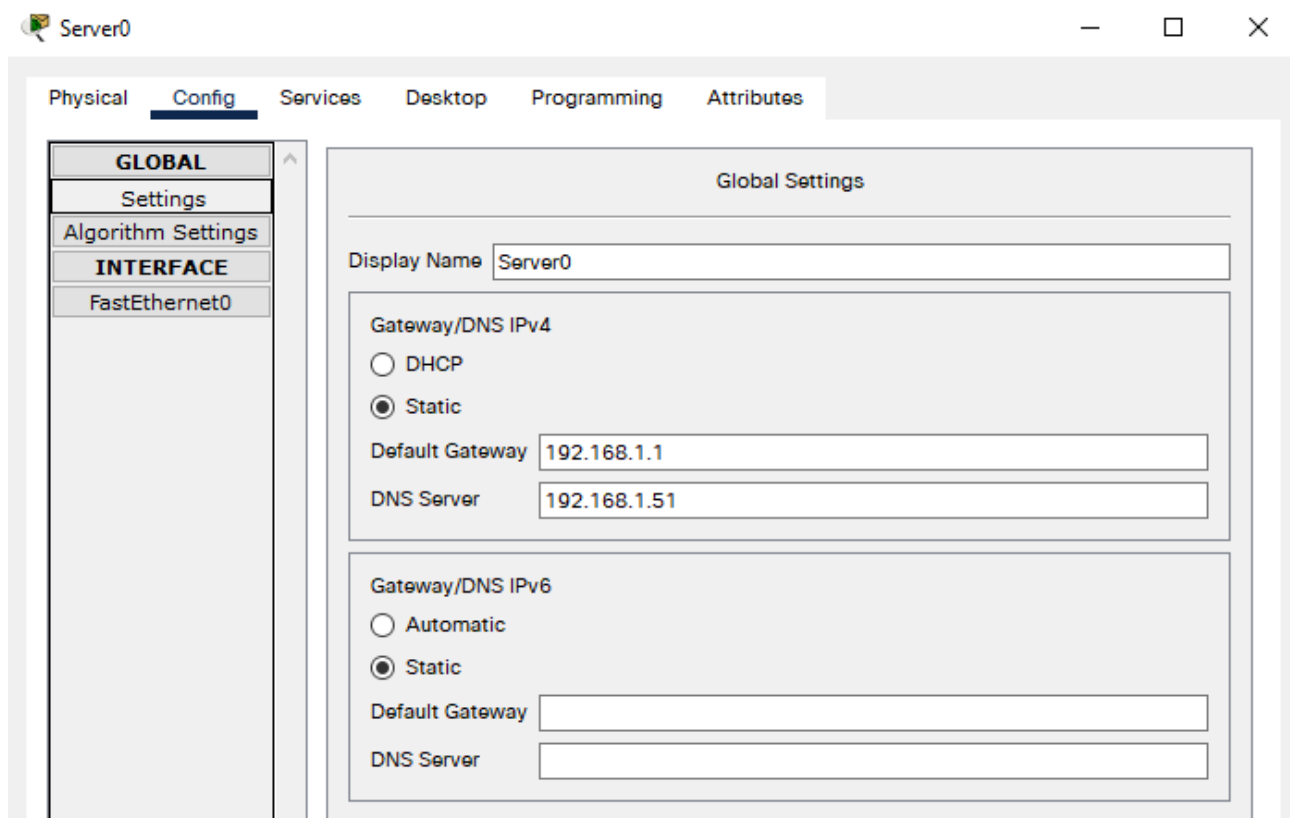 Server0
Physical Config Services Desktop Programming Attributes
GLOBAL
Settings
Algorithm Settings
INTERFACE
FastEthernet0
Global Settings
Display Name Server0
Gateway/DNS IPv4
DHCP
Static
Default Gateway 192.168.1.1
DNS Server 192.168.1.51
Gateway/DNS IPv6
Automatic
Static
Default Gateway
DNS Server